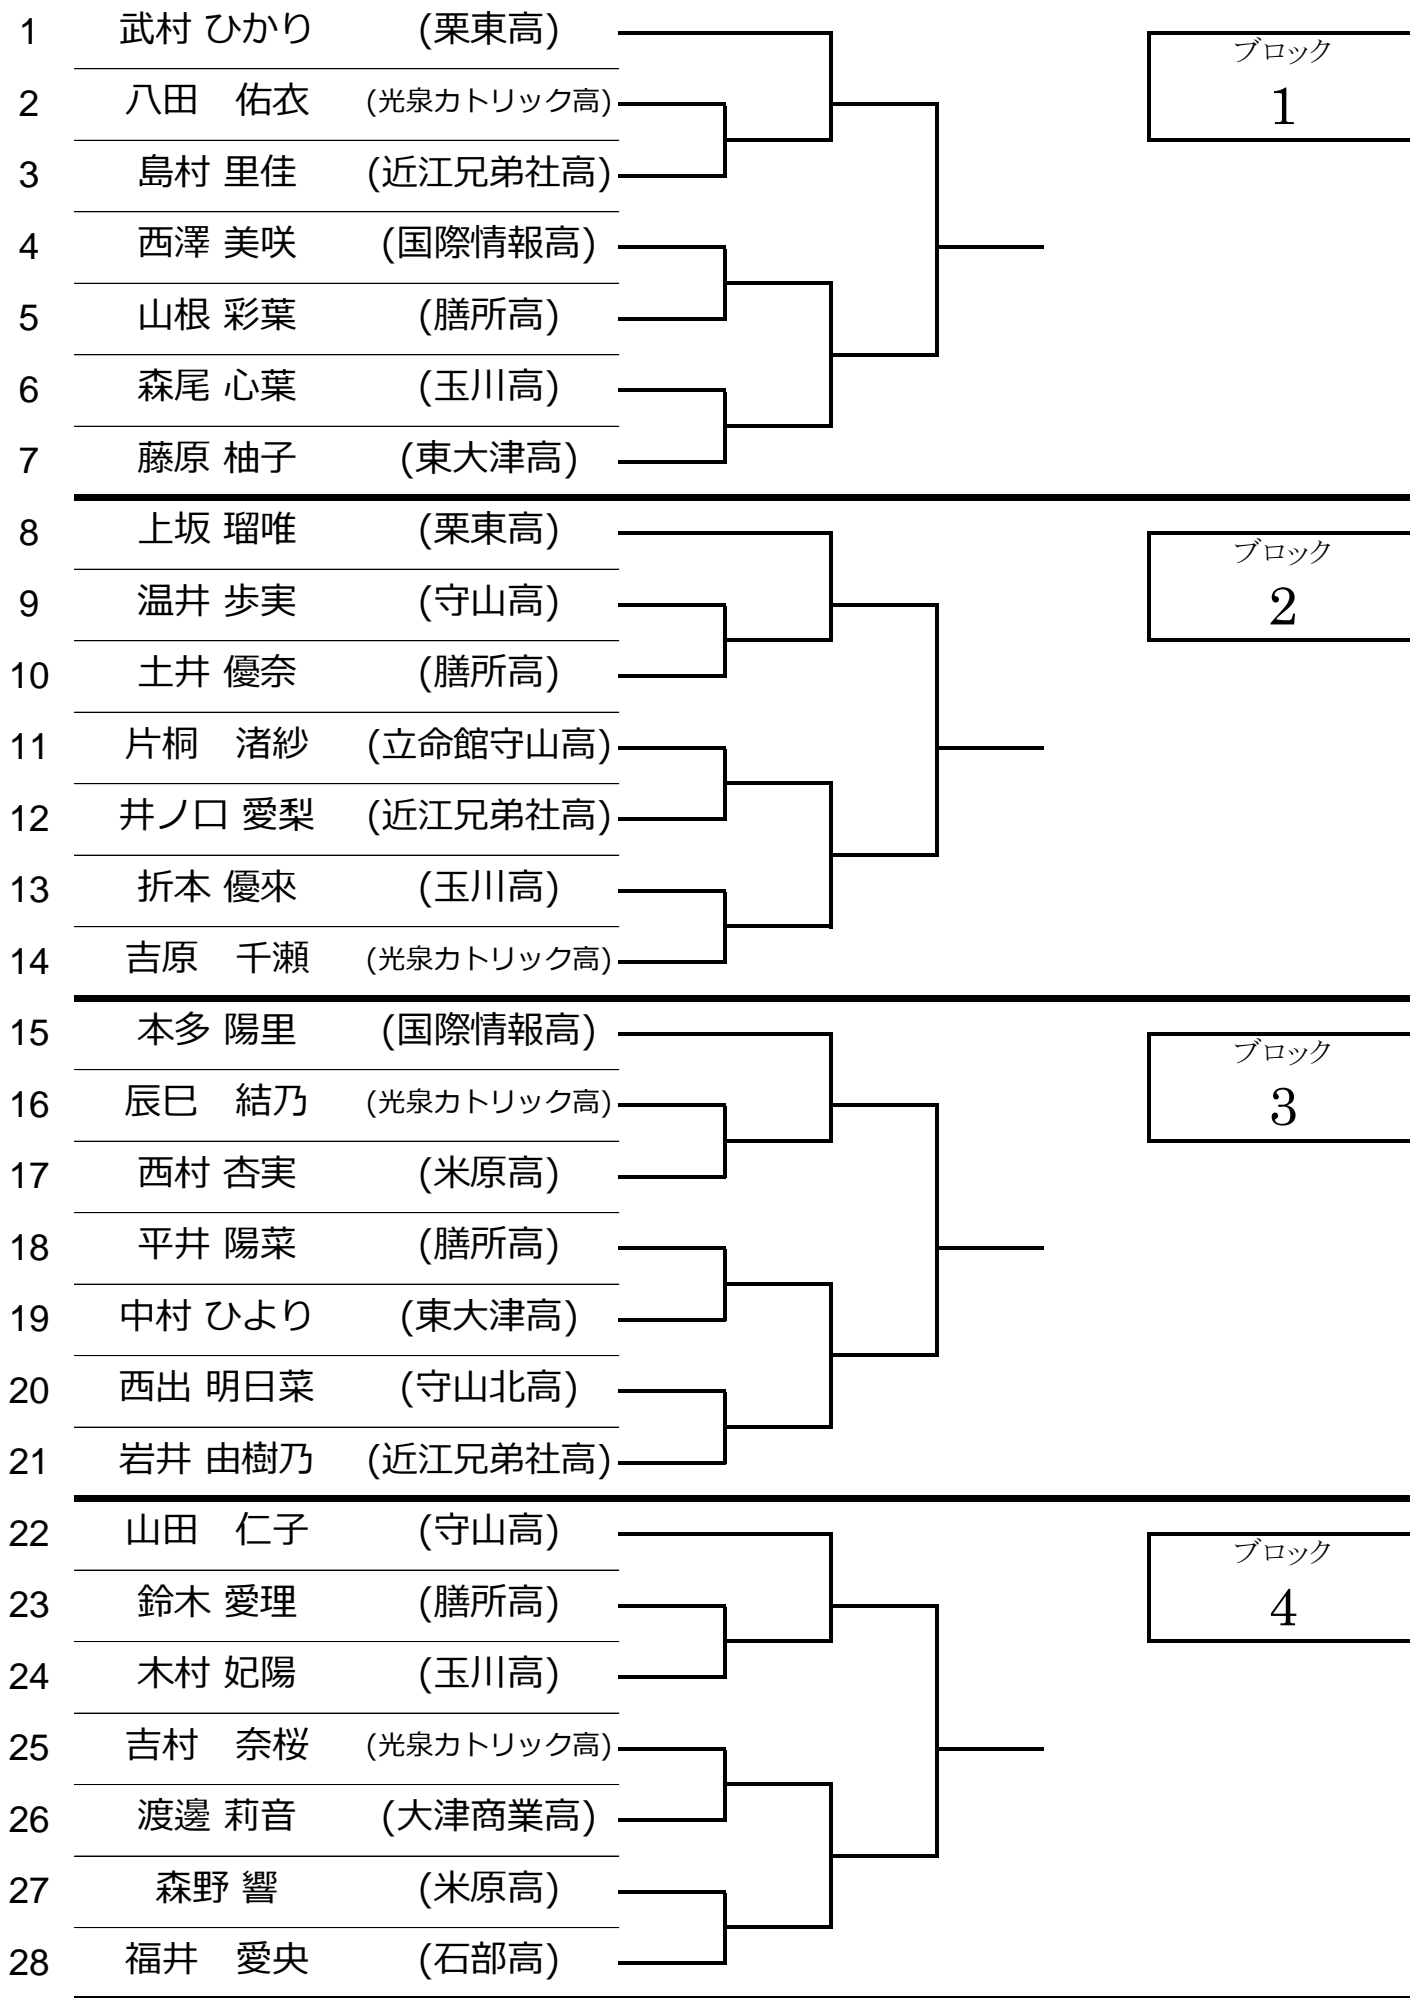 1 武村 ひかり (栗東高)
ブロック
2 八田　佑衣 (光泉カトリック高)
1
3 島村 里佳 (近江兄弟社高)
4 西澤 美咲 (国際情報高)
5 山根 彩葉 (膳所高)
6 森尾 心葉 (玉川高)
7 藤原 柚子 (東大津高)
8 上坂 瑠唯 (栗東高)
ブロック
9 温井 歩実 (守山高)
2
10 土井 優奈 (膳所高)
11 片桐　渚紗 (立命館守山高)
12 井ノ口 愛梨 (近江兄弟社高)
13 折本 優來 (玉川高)
14 吉原　千瀬 (光泉カトリック高)
15 本多 陽里 (国際情報高)
ブロック
16 辰巳　結乃 (光泉カトリック高)
3
17 西村 杏実 (米原高)
18 平井 陽菜 (膳所高)
19 中村 ひより (東大津高)
20 西出 明日菜 (守山北高)
21 岩井 由樹乃 (近江兄弟社高)
22 山田　仁子 (守山高)
ブロック
23 鈴木 愛理 (膳所高)
4
24 木村 妃陽 (玉川高)
25 吉村　奈桜 (光泉カトリック高)
26 渡邊 莉音 (大津商業高)
27 森野 響 (米原高)
28 福井　愛央 (石部高)